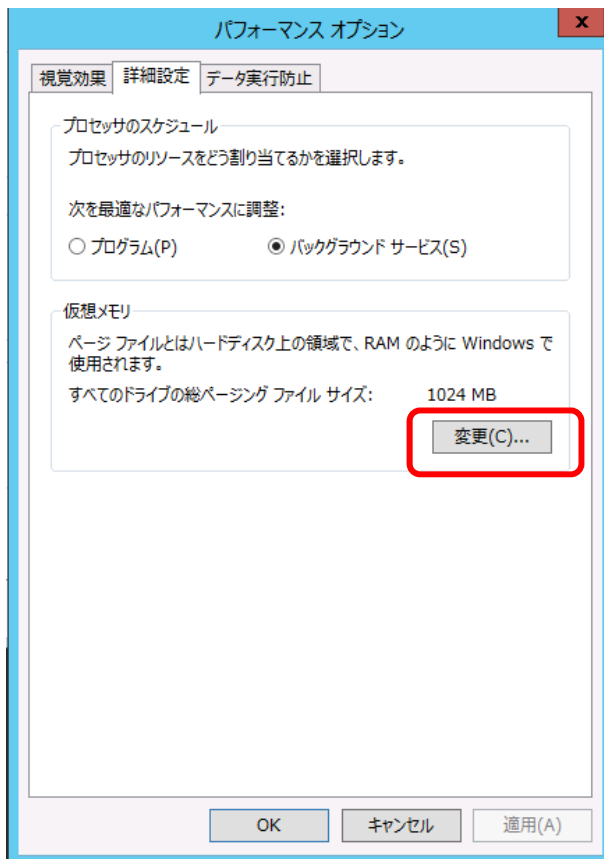 パフォーマンス オプション
x
視覚効果 詳細設定 データ実行防止
プロセッサのスケジュール
プロセッサのリソースをどう割り当てるかを選択します。
次を最適なパフォーマンスに調整:
プログラム(P) バックグラウンド サービス(S)
仮想メモリ
ページ ファイルとはハードディスク上の領域で、RAM のように Windows で
使用されます。
すべてのドライブの総ページング ファイル サイズ: 1024 MB
変更(C)...
OK キャンセル 適用(A)